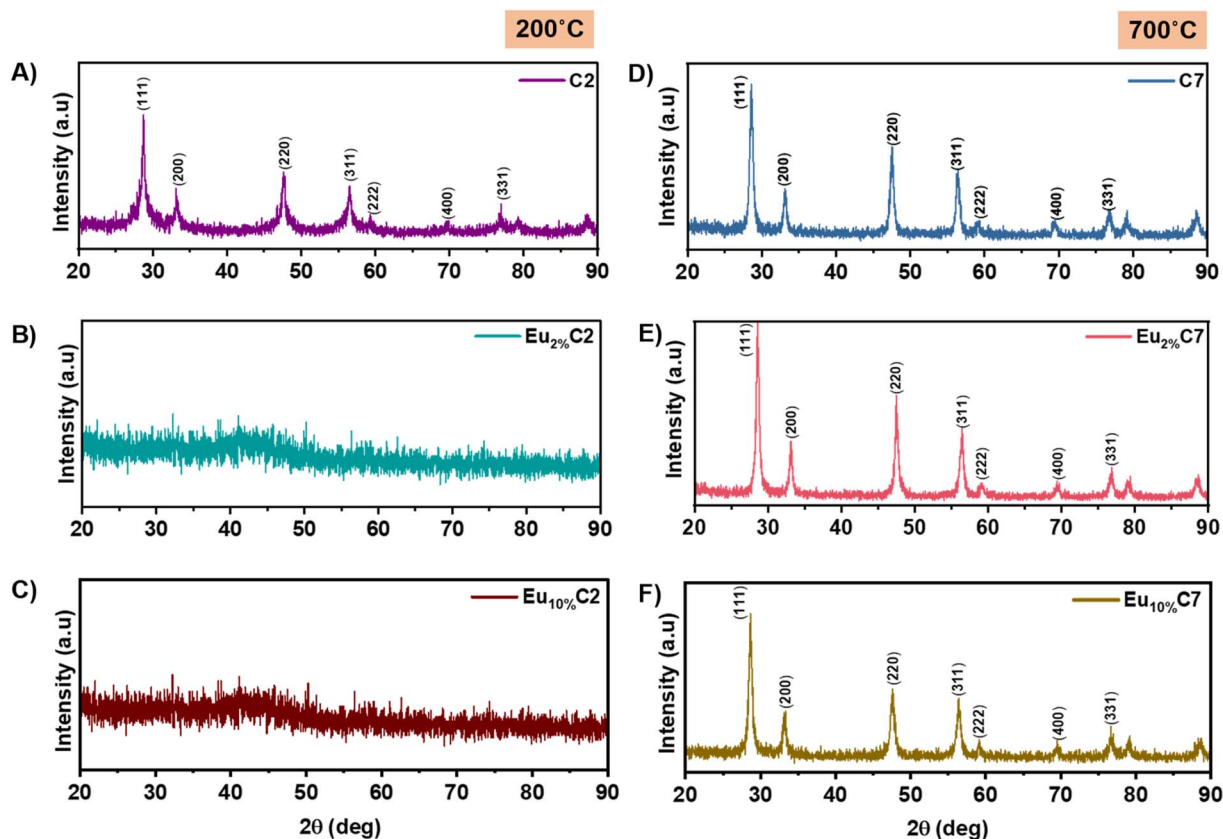 200˚C
700˚C
A)
C2
Intensity (a.u)
(111)
(200)
(220)
(311)
(222)
(400)
(331)
20 30 40 50 60 70 80 90
D)
C7
Intensity (a.u)
(111)
(200)
(220)
(311)
(222)
(400)
(331)
20 30 40 50 60 70 80 90
B)
Eu2%C2
Intensity (a.u)
20 30 40 50 60 70 80 90
E)
Eu2%C7
Intensity (a.u)
(111)
(200)
(220)
(311)
(222)
(400)
(331)
20 30 40 50 60 70 80 90
C)
Eu10%C2
Intensity (a.u)
20 30 40 50 60 70 80 90
2θ (deg)
F)
Eu10%C7
Intensity (a.u)
(111)
(200)
(220)
(311)
(222)
(400)
(331)
20 30 40 50 60 70 80 90
2θ (deg)